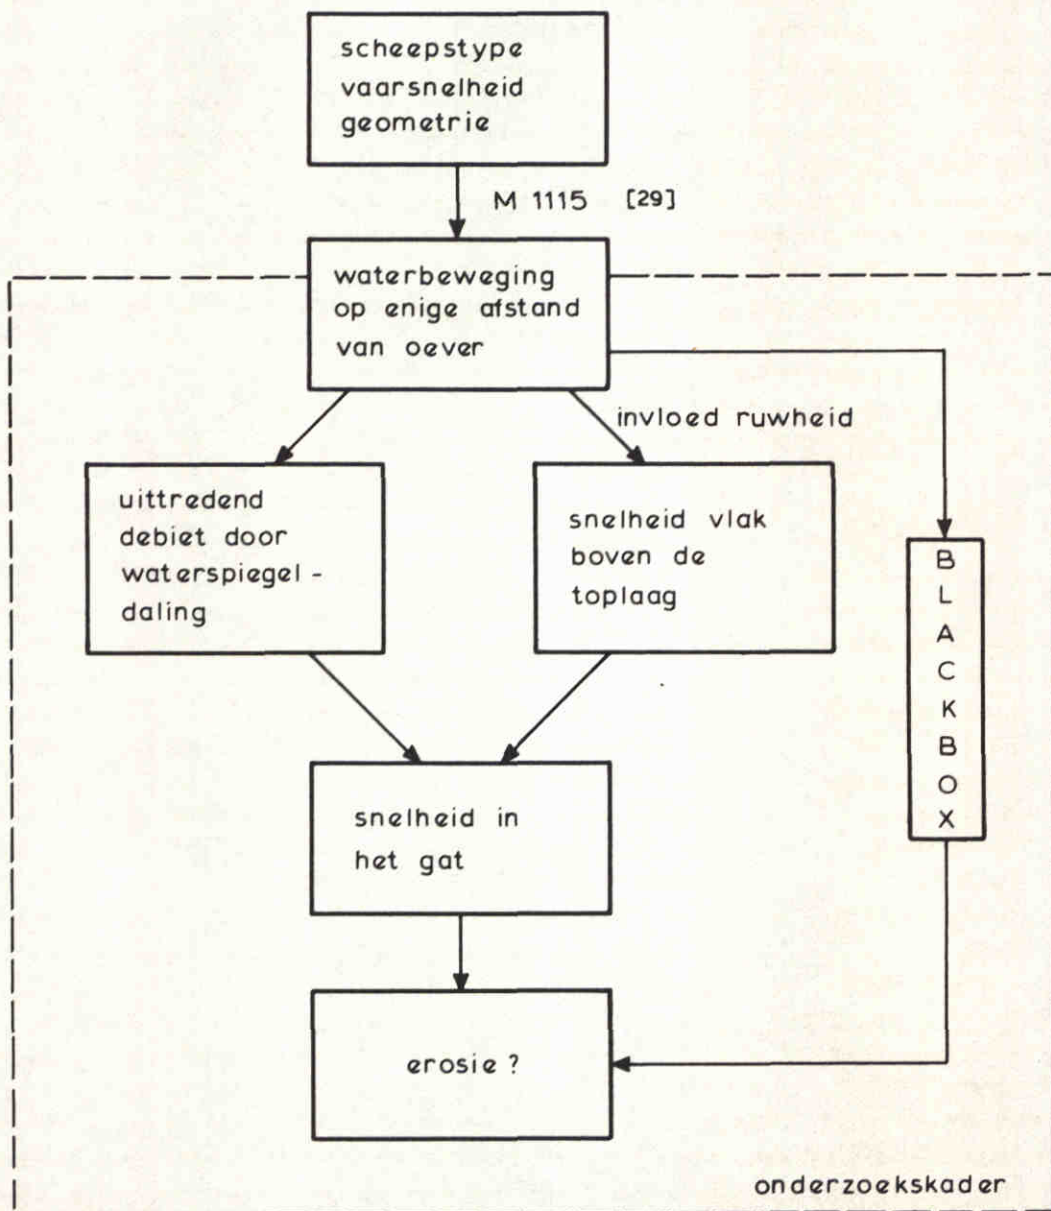 scheepstype
vaarsnelheid
geometrie
M 1115 [29]
waterbeweging
op enige afstand
van oever
invloed ruwheid
uittredend
debiet door
waterspiegel-
daling
snelheid vlak
boven de
toplaag
B
L
A
C
K
B
O
X
snelheid in
het gat
erosie ?
onderzoekskader